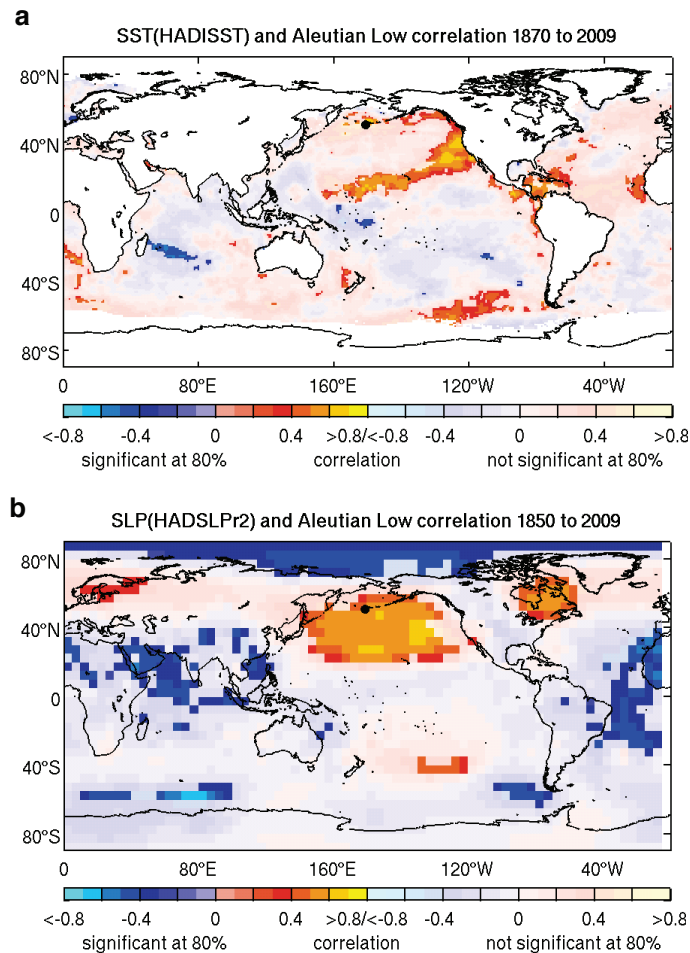 a
SST(HADISST) and Aleutian Low correlation 1870 to 2009
80°N
40°N
0
40°S
80°S
0 80°E 160°E 120°W 40°W
<-0.8 -0.4 0 0.4 >0.8/<-0.8 -0.4 0 0.4 >0.8
significant at 80% correlation not significant at 80%
b
SLP(HADSLPr2) and Aleutian Low correlation 1850 to 2009
80°N
40°N
0
40°S
80°S
0 80°E 160°E 120°W 40°W
<-0.8 -0.4 0 0.4 >0.8/<-0.8 -0.4 0 0.4 >0.8
significant at 80% correlation not significant at 80%